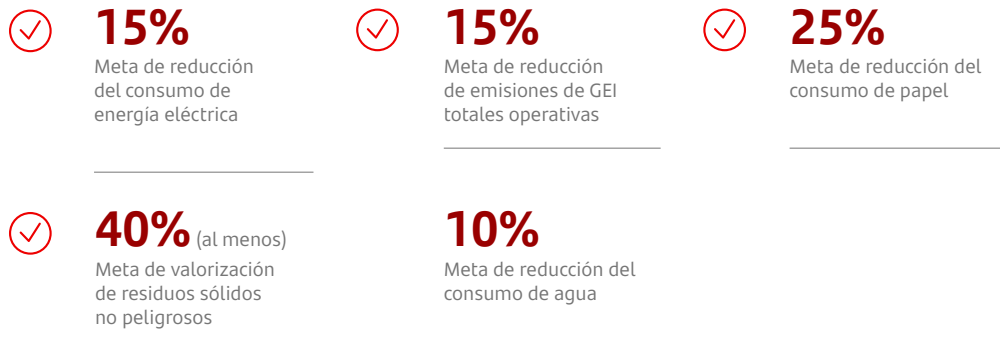 15%
Meta de reducción
del consumo de
energía eléctrica
15%
Meta de reducción
de emisiones de GEI
totales operativas
25%
Meta de reducción del
consumo de papel
40% (al menos)
Meta de valorización
de residuos sólidos
no peligrosos
10%
Meta de reducción del
consumo de agua